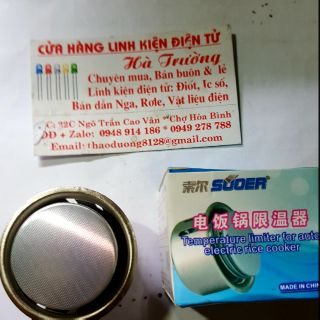 CỬA HÀNG LINH KIỆN ĐIỆN TỬ
Hà Trường
Chuyên mua, Bán buôn & lẻ
Linh kiện điện tử: Điốt, Ic số,
Bán dẫn Nga, Rơle, Vật liệu điện
32C Ngõ Trần Cao Vân "Chợ Hòa Bình"
DĐ + Zalo: 0948 914 186 * 0949 278 788
Email: thaoduong8128@gmail.com
索尔 SUOER
电饭锅限温器
Temperature limiter for auto
electric rice cooker
MADE IN CHIN